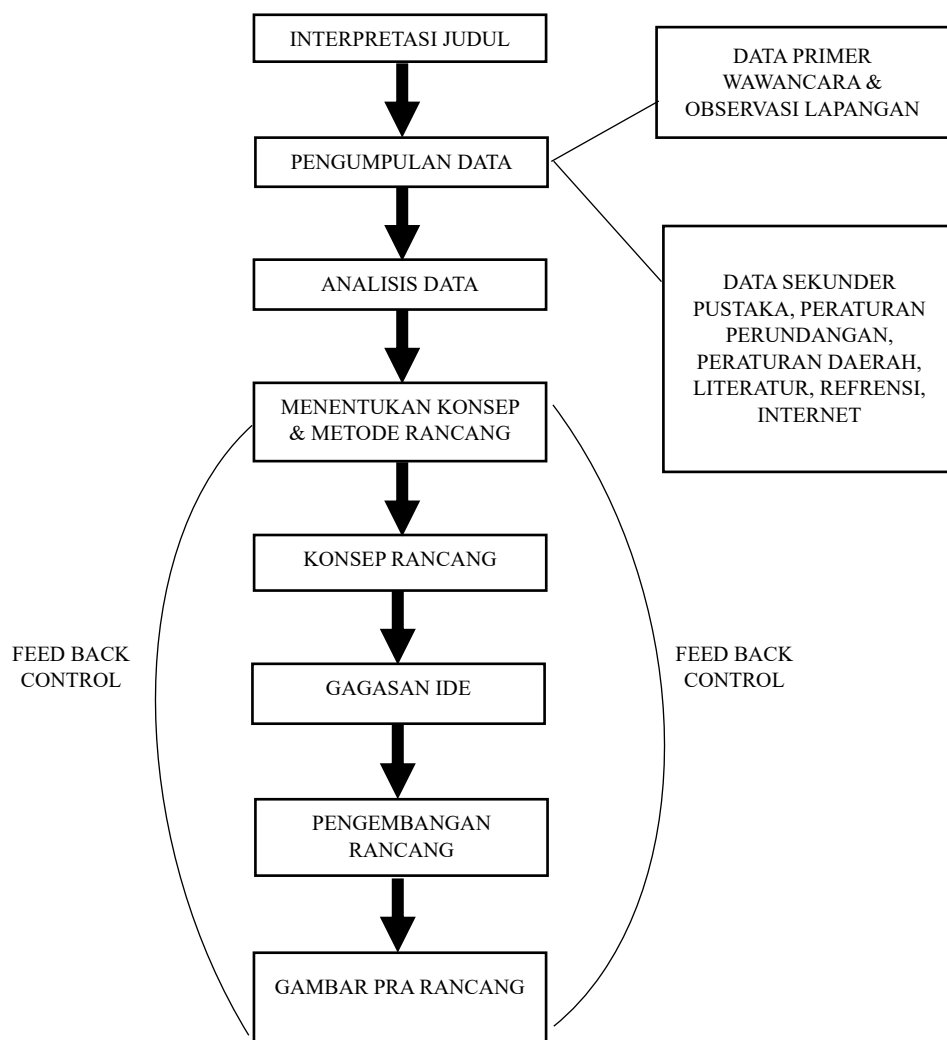 INTERPRETASI JUDUL
DATA PRIMER
WAWANCARA &
OBSERVASI LAPANGAN
PENGUMPULAN DATA
ANALISIS DATA
DATA SEKUNDER
PUSTAKA, PERATURAN
PERUNDANGAN,
PERATURAN DAERAH,
LITERATUR, REFRENSI,
INTERNET
MENENTUKAN KONSEP
& METODE RANCANG
KONSEP RANCANG
FEED BACK
CONTROL
FEED BACK
CONTROL
GAGASAN IDE
PENGEMBANGAN
RANCANG
GAMBAR PRA RANCANG